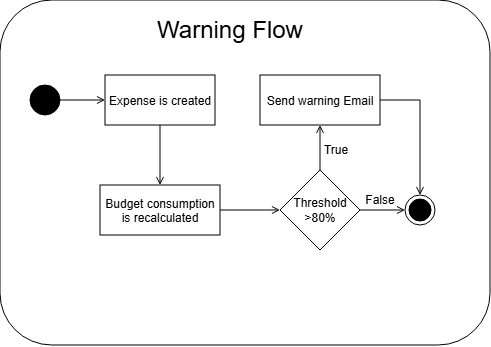 Warning Flow
Expense is created
Send warning Email
True
Budget consumption
is recalculated
Threshold
>80%
False